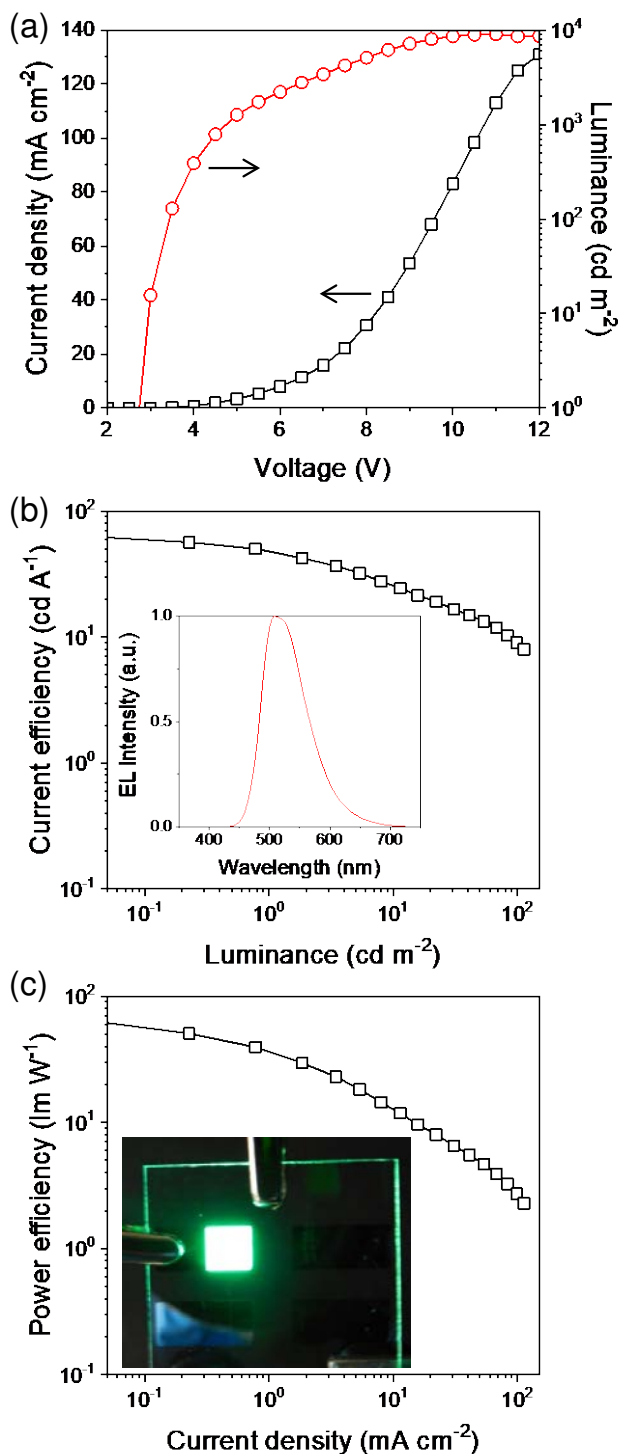 (a)
140
120
100
80
60
40
20
0
Current density (mA cm⁻²)
10⁴
10³
10²
10¹
10⁰
Luminance (cd m⁻²)
2 4 6 8 10 12
Voltage (V)
(b)
10²
10¹
10⁰
10⁻¹
Current efficiency (cd A⁻¹)
1.0
0.5
0.0
EL Intensity (a.u.)
400 500 600 700
Wavelength (nm)
10⁻¹ 10⁰ 10¹ 10²
Luminance (cd m⁻²)
(c)
10²
10¹
10⁰
10⁻¹
Power efficiency (lm W⁻¹)
10⁻¹ 10⁰ 10¹ 10²
Current density (mA cm⁻²)